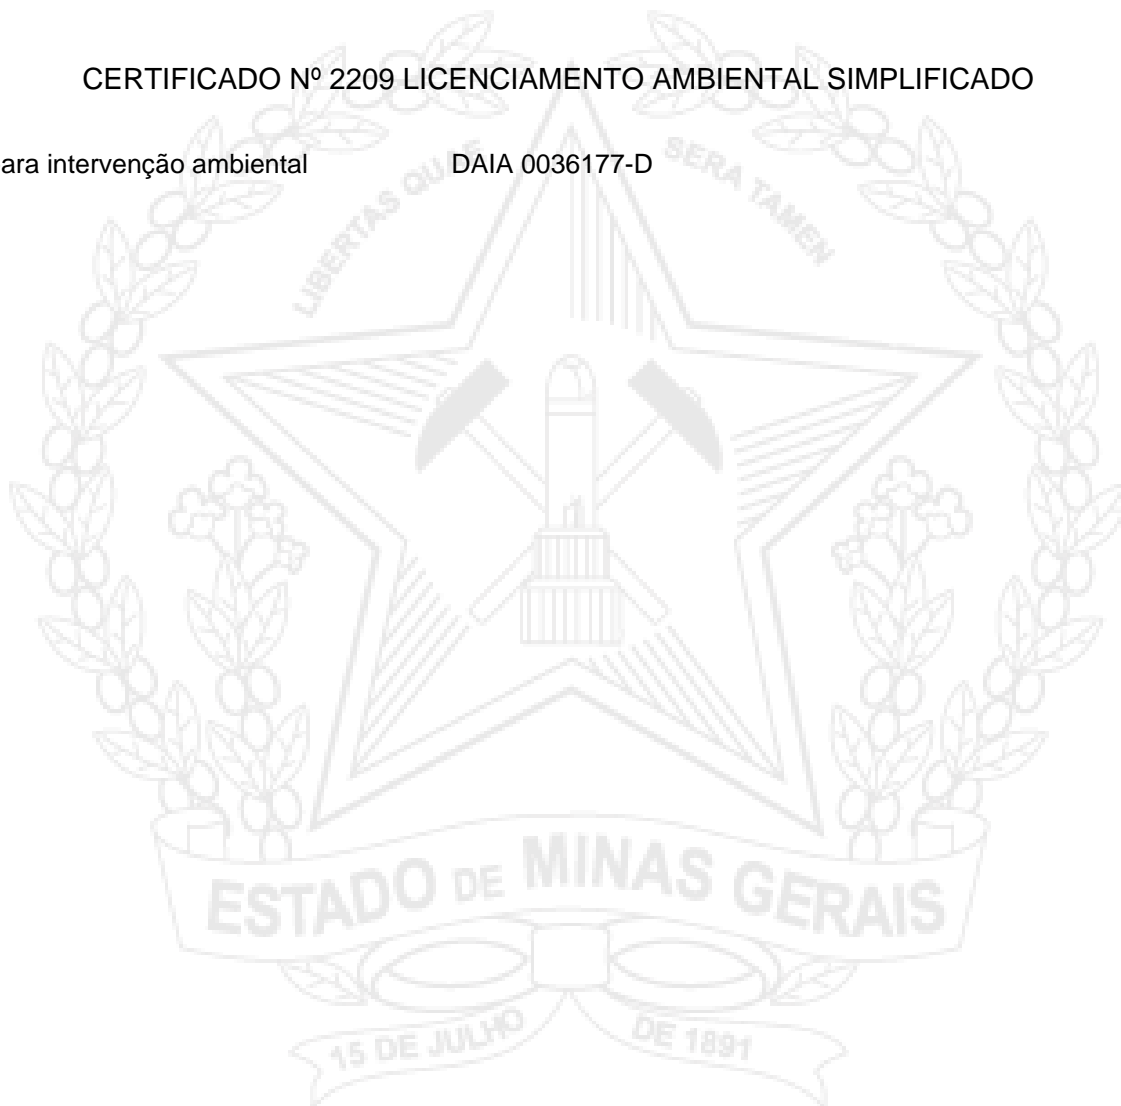 CERTIFICADO Nº 2209 LICENCIAMENTO AMBIENTAL SIMPLIFICADO
ara intervenção ambiental DAIA 0036177-D
LIBERTAS QUÆ SERA TAMEN
ESTADO DE MINAS GERAIS
15 DE JULHO DE 1891